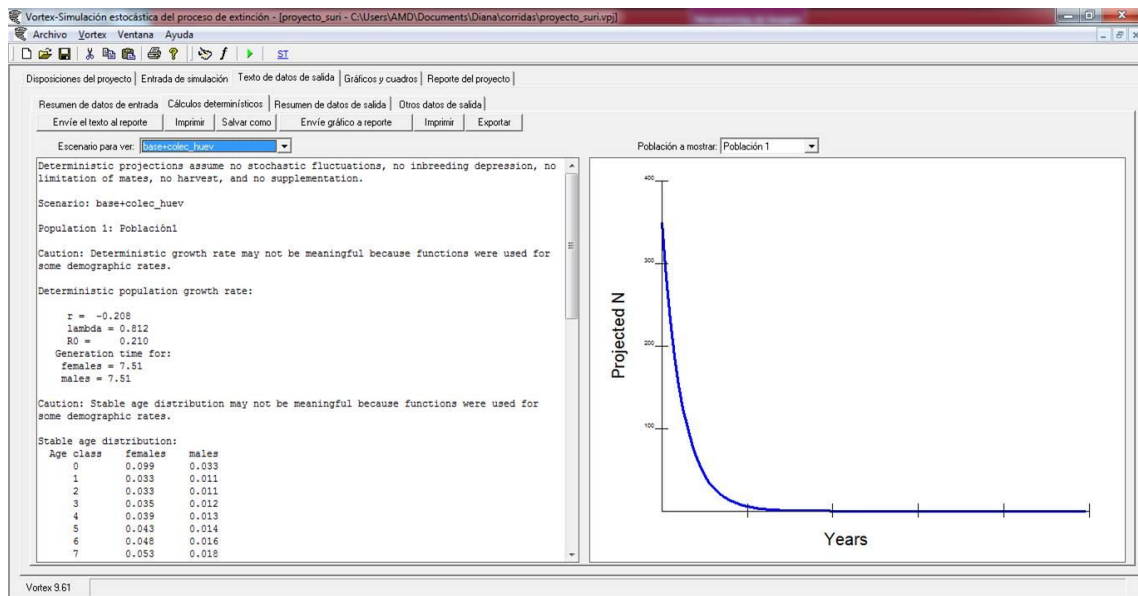 Vortex-Simulación estocástica del proceso de extinción - [proyecto_suri - C:\Users\AMD\Documents\Diana\corridas\proyecto_suri.vpj]
Archivo Vortex Ventana Ayuda
ST
Disposiciones del proyecto Entrada de simulación Texto de datos de salida Gráficos y cuadros Reporte del proyecto
Resumen de datos de entrada Cálculos determinísticos Resumen de datos de salida Otros datos de salida
Envíe el texto al reporte Imprimir Salvar como Envíe gráfico a reporte Imprimir Exportar
Escenario para ver: base+colec_huev Población a mostrar: Población 1
Deterministic projections assume no stochastic fluctuations, no inbreeding depression, no
limitation of mates, no harvest, and no supplementation.
Scenario: base+colec_huev
Population 1: Población1
Caution: Deterministic growth rate may not be meaningful because functions were used for
some demographic rates.
Deterministic population growth rate:
r = -0.208
lambda = 0.812
R0 = 0.210
Generation time for:
females = 7.51
males = 7.51
Caution: Stable age distribution may not be meaningful because functions were used for
some demographic rates.
Stable age distribution:
Age class females males
0 0.099 0.033
1 0.033 0.011
2 0.033 0.011
3 0.035 0.012
4 0.039 0.013
5 0.043 0.014
6 0.048 0.016
7 0.053 0.018
400
300
200
100
Projected N
Years
Vortex 9.61